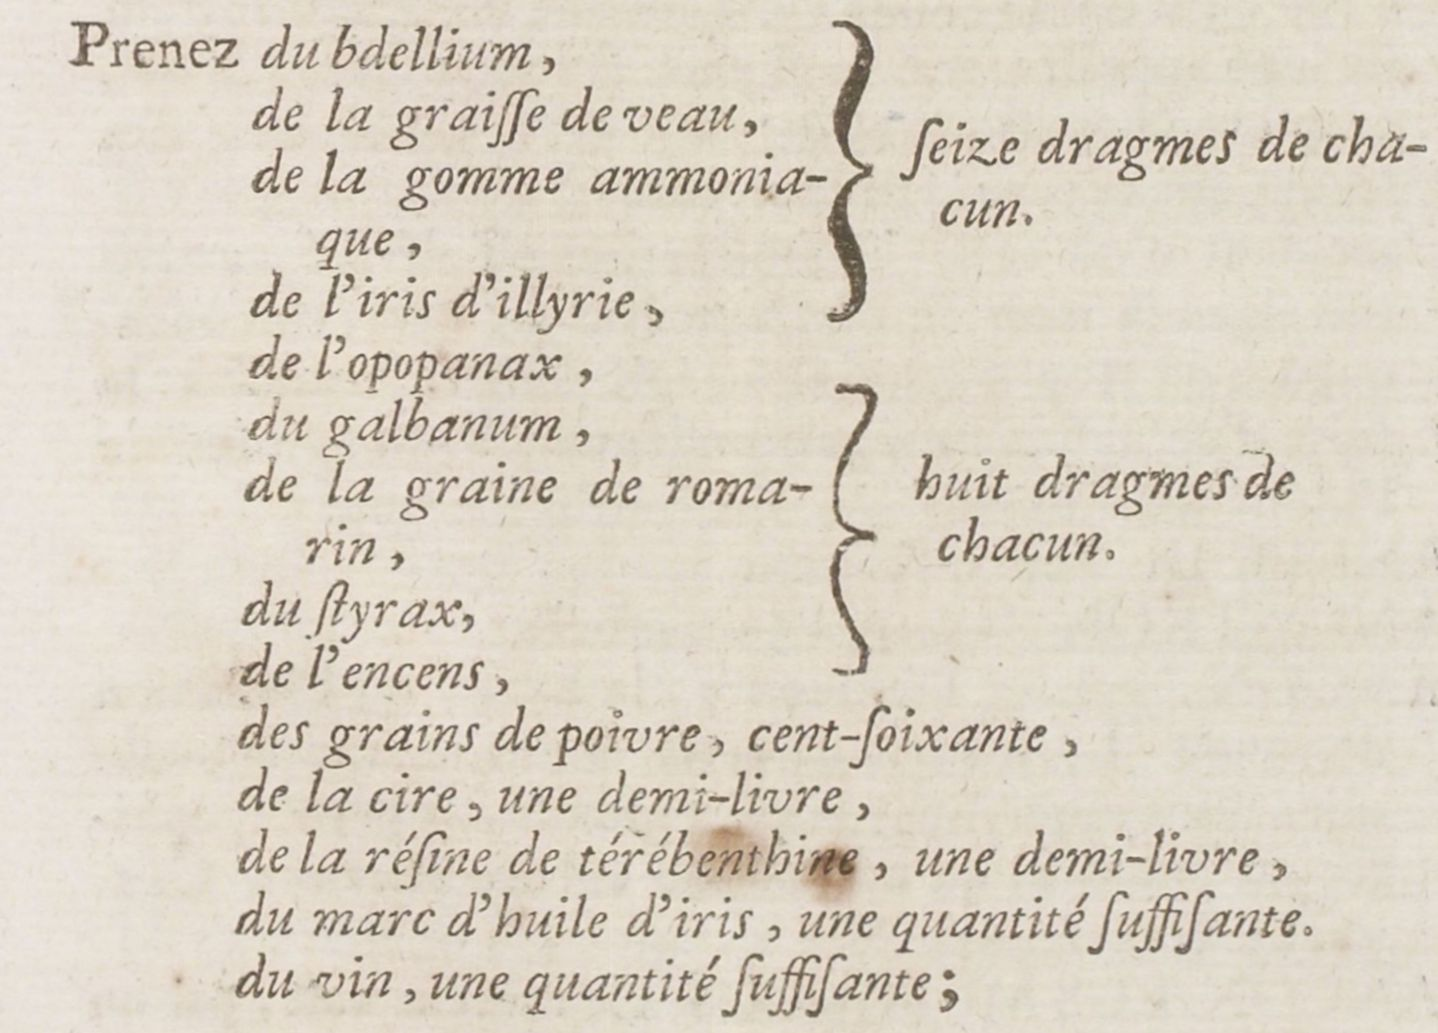 Prenez du bdellium,
de la graiſſe de veau,
de la gomme ammonia-
que,
de l'iris d'illyrie,
ſeize dragmes de cha-
cun.
de l'opopanax,
du galbanum,
de la graine de roma-
rin,
du ſtyrax,
de l'encens,
huit dragmes de
chacun.
des grains de poivre, cent-ſoixante,
de la cire, une demi-livre,
de la réſine de térébenthine, une demi-livre,
du marc d'huile d'iris, une quantité ſuffiſante.
du vin, une quantité ſuffiſante;